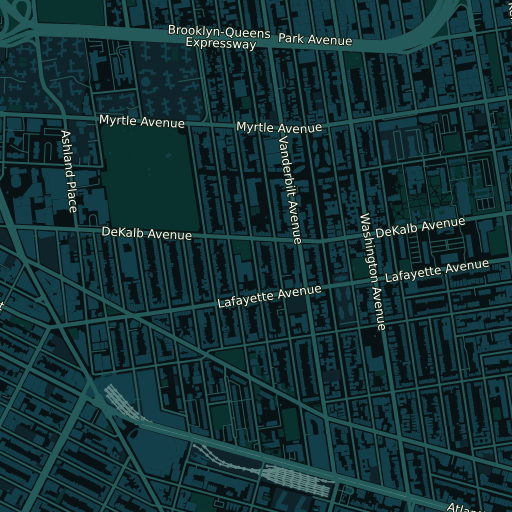 Brooklyn-Queens
Expressway
Park Avenue
Myrtle Avenue
Myrtle Avenue
Ashland Place
Vanderbilt Avenue
DeKalb Avenue
Washington Avenue
DeKalb Avenue
Lafayette Avenue
Lafayette Avenue